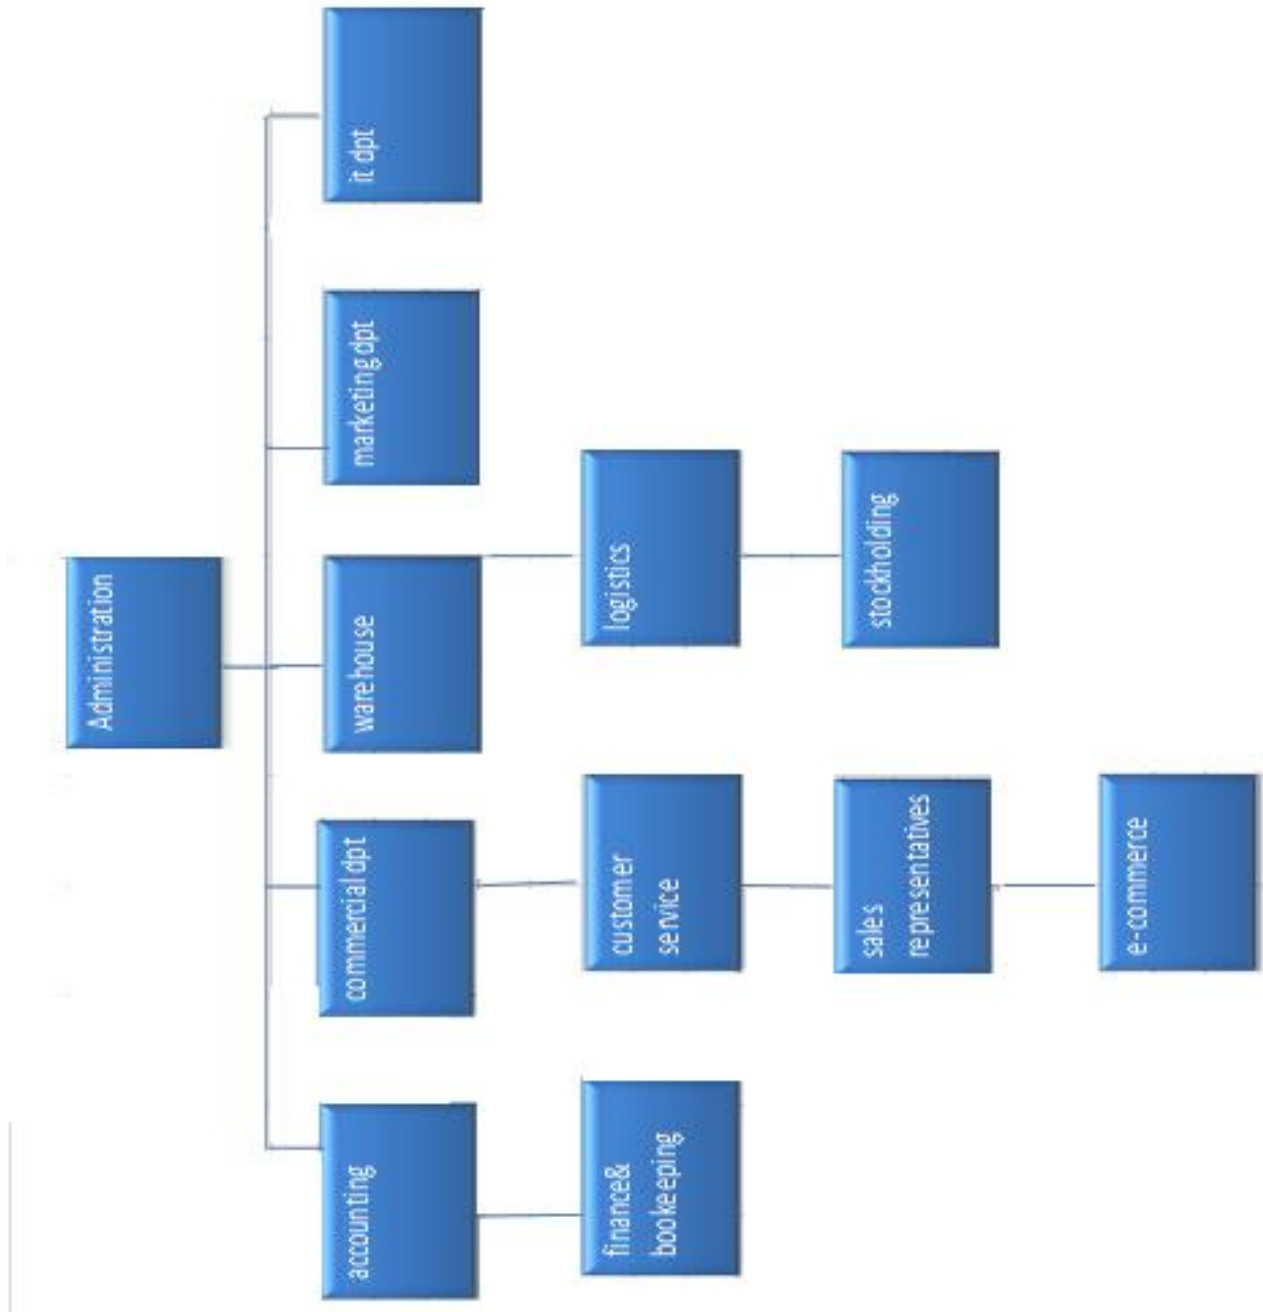 Administration
accounting
commercial dpt
warehouse
marketing dpt
it dpt
finance&
bookeeping
customer
service
logistics
sales
representatives
stockholding
e-commerce